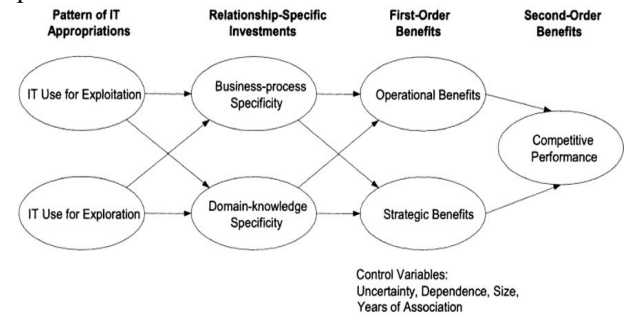 Pattern of IT
Appropriations
Relationship-Specific
Investments
First-Order
Benefits
Second-Order
Benefits
IT Use for Exploitation
Business-process
Specificity
Operational Benefits
Competitive
Performance
IT Use for Exploration
Domain-knowledge
Specificity
Strategic Benefits
Control Variables:
Uncertainty, Dependence, Size,
Years of Association